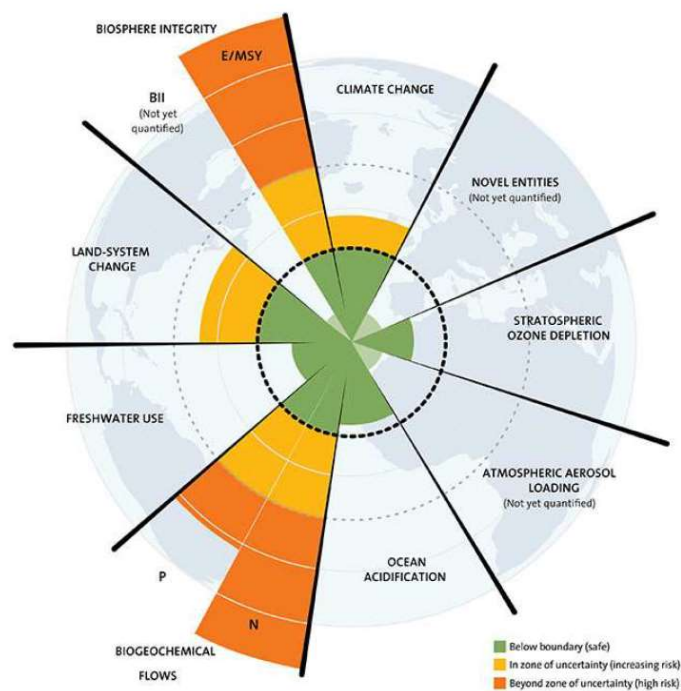 BIOSPHERE INTEGRITY
E/MSY
BII
(Not yet
quantified)
CLIMATE CHANGE
NOVEL ENTITIES
(Not yet quantified)
LAND-SYSTEM
CHANGE
STRATOSPHERIC
OZONE DEPLETION
FRESHWATER USE
ATMOSPHERIC AEROSOL
LOADING
(Not yet quantified)
OCEAN
ACIDIFICATION
P
N
BIOGEOCHEMICAL
FLOWS
Below boundary (safe)
In zone of uncertainty (increasing risk)
Beyond zone of uncertainty (high risk)